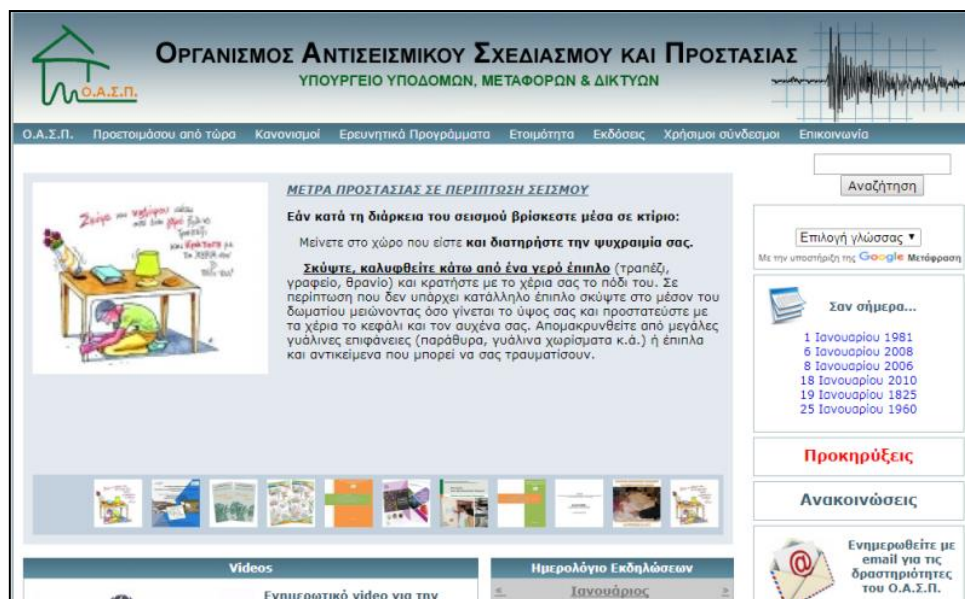 Ο.Α.Σ.Π.
ΟΡΓΑΝΙΣΜΟΣ ΑΝΤΙΣΕΙΣΜΙΚΟΥ ΣΧΕΔΙΑΣΜΟΥ ΚΑΙ ΠΡΟΣΤΑΣΙΑΣ
ΥΠΟΥΡΓΕΙΟ ΥΠΟΔΟΜΩΝ, ΜΕΤΑΦΟΡΩΝ & ΔΙΚΤΥΩΝ
Ο.Α.Σ.Π. Προετοιμάσου από τώρα Κανονισμοί Ερευνητικά Προγράμματα Ετοιμότητα Εκδόσεις Χρήσιμοι σύνδεσμοι Επικοινωνία
ΜΕΤΡΑ ΠΡΟΣΤΑΣΙΑΣ ΣΕ ΠΕΡΙΠΤΩΣΗ ΣΕΙΣΜΟΥ
Εάν κατά τη διάρκεια του σεισμού βρίσκεστε μέσα σε κτίριο:
Μείνετε στο χώρο που είστε και διατηρήστε την ψυχραιμία σας.
Σκύψτε, καλυφθείτε κάτω από ένα γερό έπιπλο (τραπέζι,
γραφείο, θρανίο) και κρατήστε με το χέρια σας το πόδι του. Σε
περίπτωση που δεν υπάρχει κατάλληλο έπιπλο σκύψτε στο μέσον του
δωματίου μειώνοντας όσο γίνεται το ύψος σας και προστατεύστε με
τα χέρια το κεφάλι και τον αυχένα σας. Απομακρυνθείτε από μεγάλες
γυάλινες επιφάνειες (παράθυρα, γυάλινα χωρίσματα κ.ά.) ή έπιπλα
και αντικείμενα που μπορεί να σας τραυματίσουν.
Αναζήτηση
Επιλογή γλώσσας
Με την υποστήριξη της Google Μετάφραση
Σαν σήμερα...
1 Ιανουαρίου 1981
6 Ιανουαρίου 2008
8 Ιανουαρίου 2006
18 Ιανουαρίου 2010
19 Ιανουαρίου 1825
25 Ιανουαρίου 1960
Προκηρύξεις
Ανακοινώσεις
Ενημερωθείτε με
email για τις
δραστηριότητες
του Ο.Α.Σ.Π.
Videos
Ενημερωτικό video για την
Ημερολόγιο Εκδηλώσεων
« Ιανουάριος »